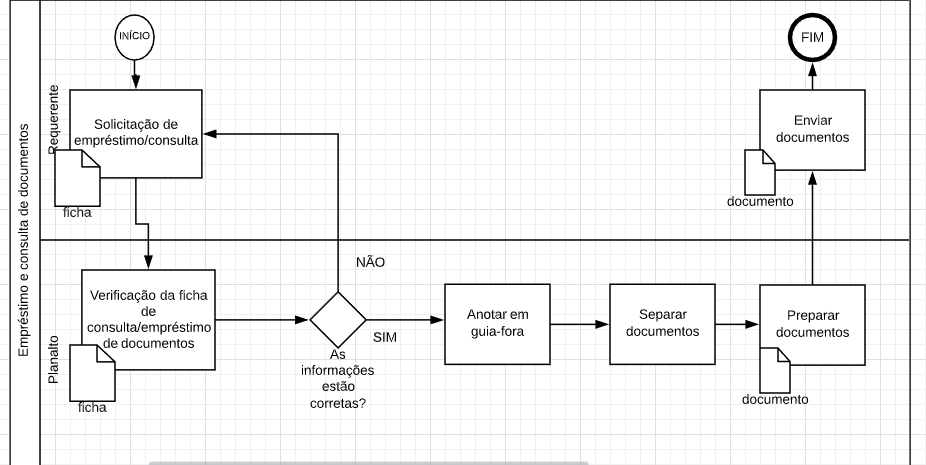 Empréstimo e consulta de documentos
Requerente
INÍCIO
Solicitação de
empréstimo/consulta
ficha
FIM
Enviar
documentos
documento
Planalto
Verificação da ficha
de
consulta/empréstimo
de documentos
ficha
NÃO
SIM
As
informações
estão
corretas?
Anotar em
guia-fora
Separar
documentos
Preparar
documentos
documento